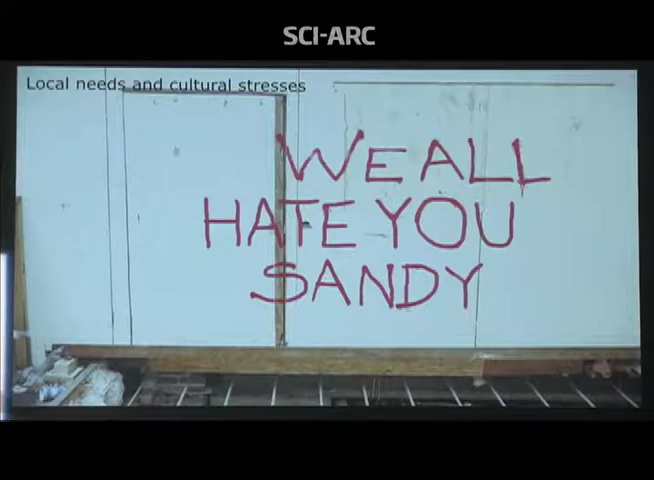 SCI-ARC
Local needs and cultural stresses
WE ALL
HATE YOU
SANDY